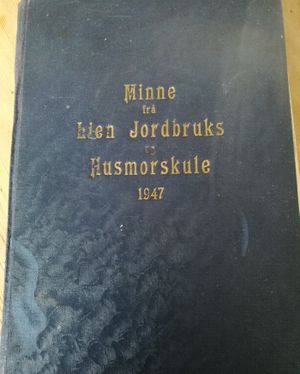 Minne
frå
Lien Jordbruks
og
Husmorskule
1947